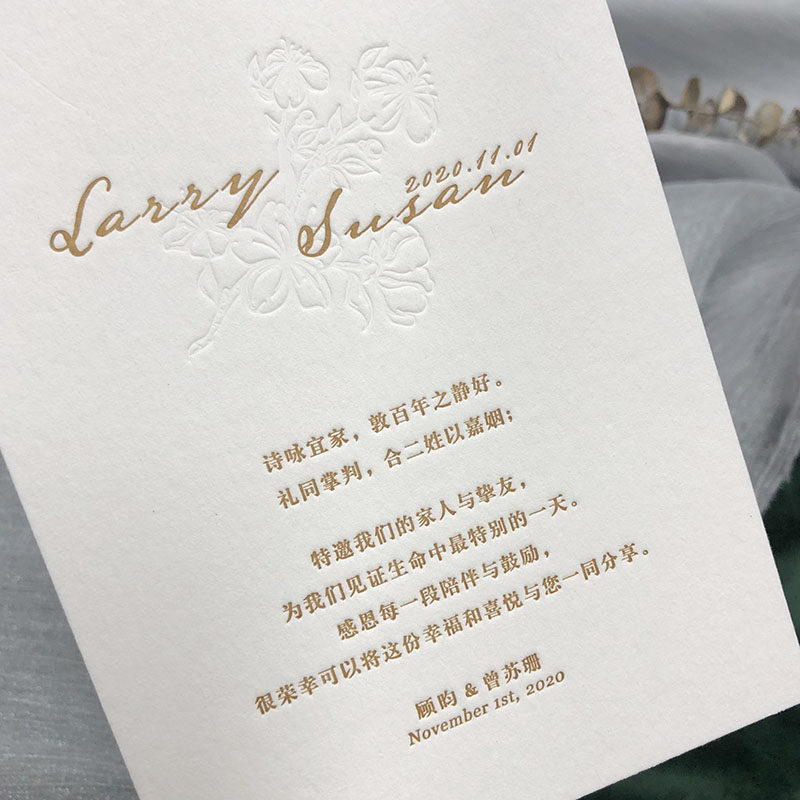 Larry
2020.11.01
Susan
诗咏宜家，敦百年之静好。
礼同掌判，合二姓以嘉姻；
特邀我们的家人与挚友，
为我们见证生命中最特别的一天。
感恩每一段陪伴与鼓励，
很荣幸可以将这份幸福和喜悦与您一同分享。
顾昀 & 曾苏珊
November 1st, 2020